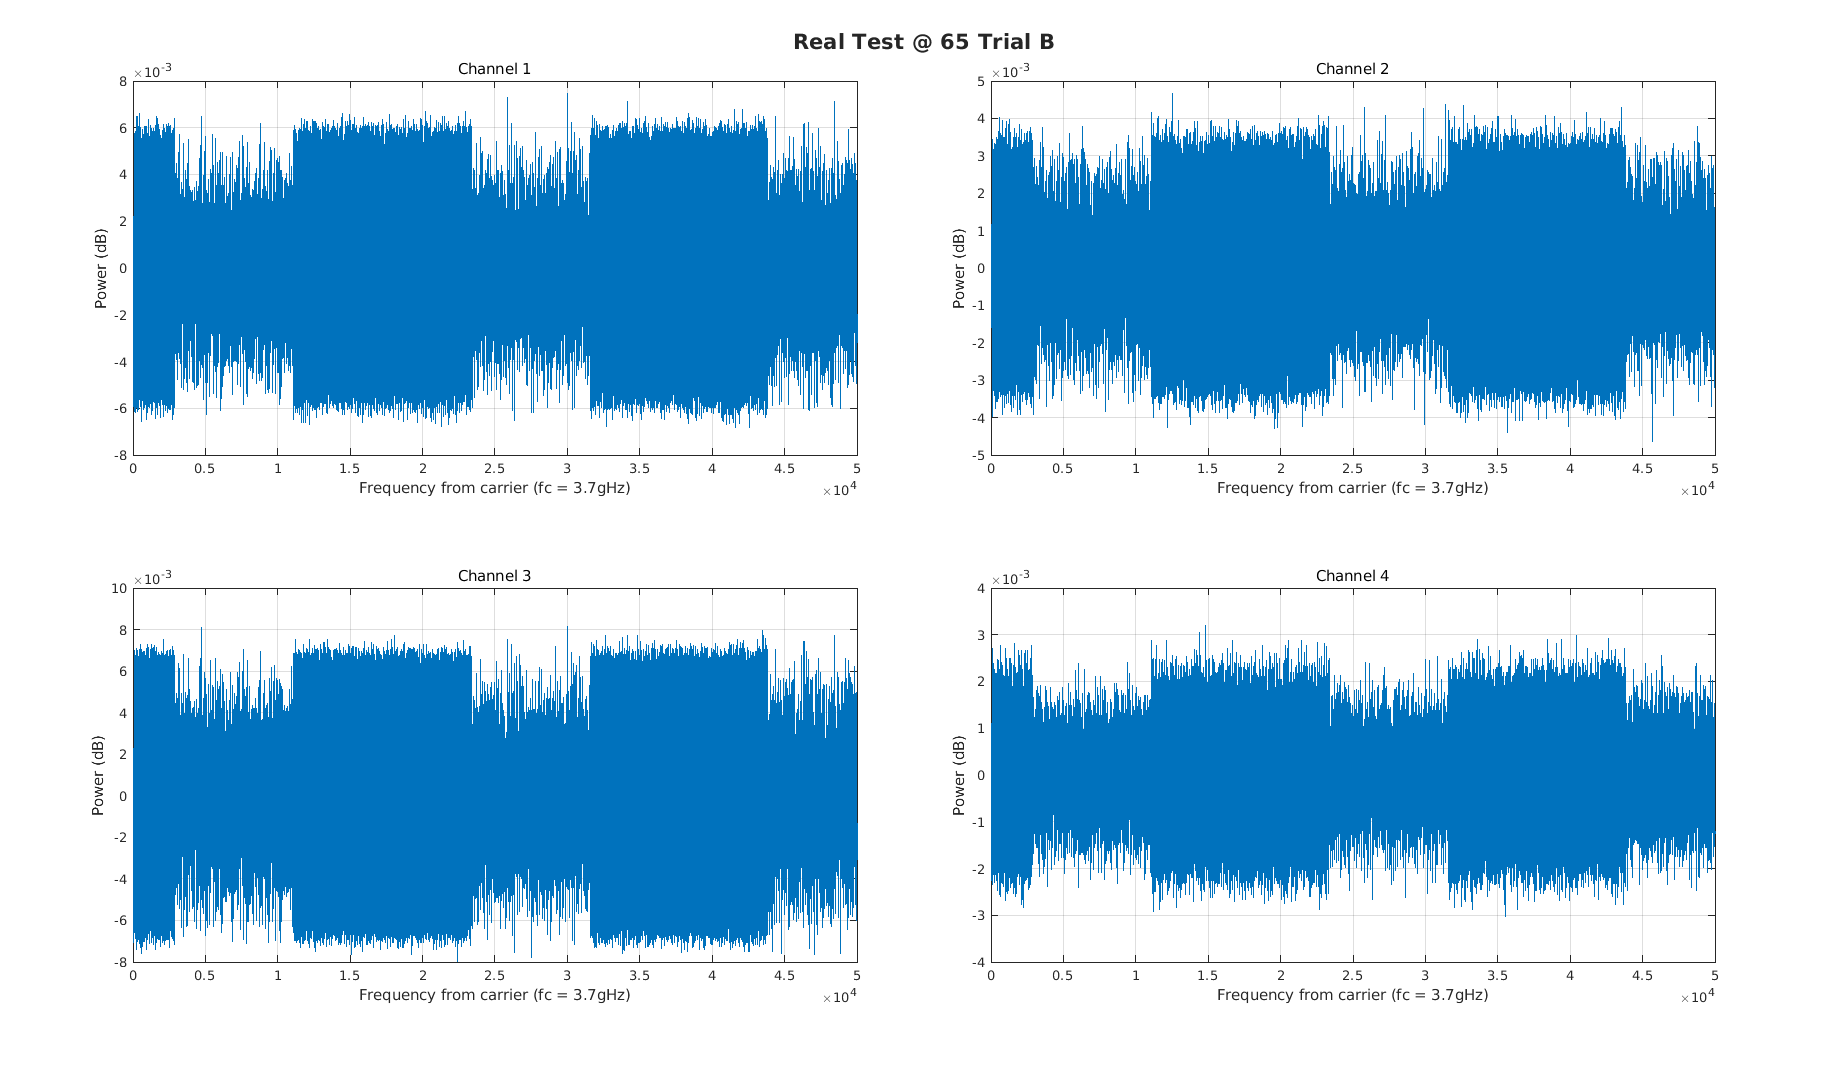 Real Test @ 65 Trial B
Channel 1
×10⁻³
8
6
4
2
0
-2
-4
-6
-8
Power (dB)
0 0.5 1 1.5 2 2.5 3 3.5 4 4.5 5
Frequency from carrier (fc = 3.7gHz)
×10⁴
Channel 2
×10⁻³
5
4
3
2
1
0
-1
-2
-3
-4
-5
Power (dB)
0 0.5 1 1.5 2 2.5 3 3.5 4 4.5 5
Frequency from carrier (fc = 3.7gHz)
×10⁴
Channel 3
×10⁻³
10
8
6
4
2
0
-2
-4
-6
-8
Power (dB)
0 0.5 1 1.5 2 2.5 3 3.5 4 4.5 5
Frequency from carrier (fc = 3.7gHz)
×10⁴
Channel 4
×10⁻³
4
3
2
1
0
-1
-2
-3
-4
Power (dB)
0 0.5 1 1.5 2 2.5 3 3.5 4 4.5 5
Frequency from carrier (fc = 3.7gHz)
×10⁴